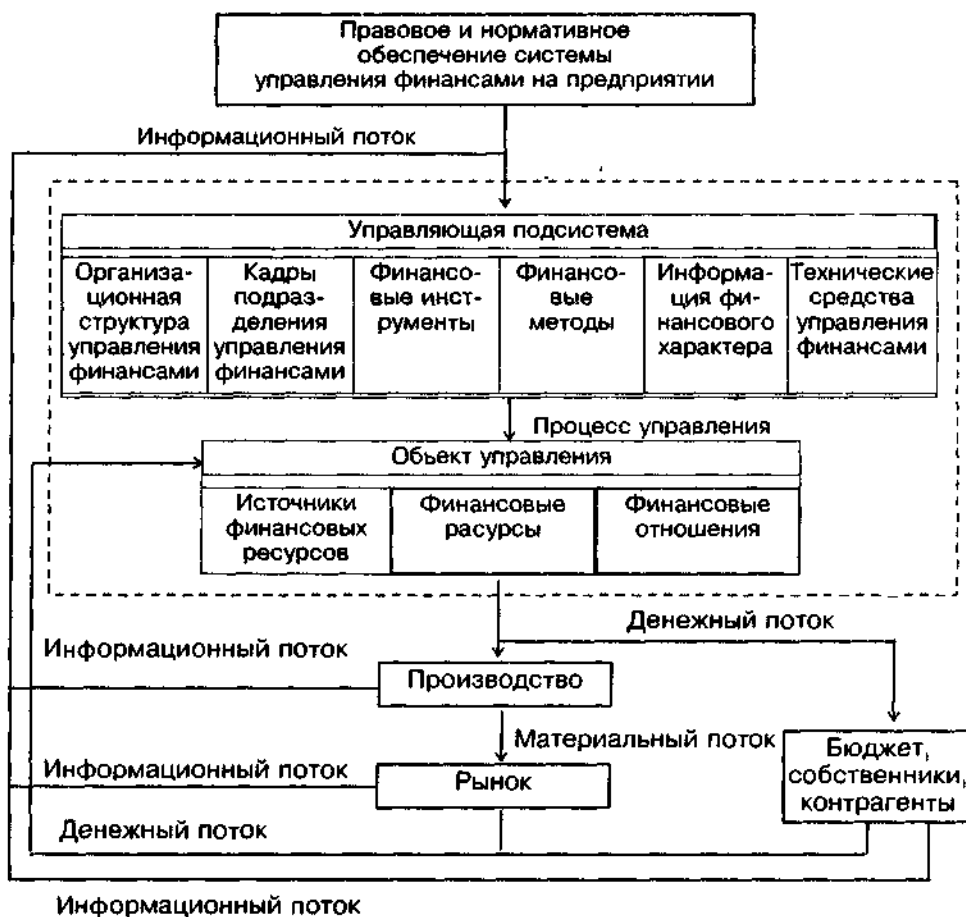 Правовое и нормативное
обеспечение системы
управления финансами на предприятии
Информационный поток
Управляющая подсистема
Организа-
ционная
структура
управления
финансами
Кадры
подраз-
деления
управления
финансами
Финансо-
вые инст-
рументы
Финансо-
вые
методы
Информа-
ция фи-
нансового
характера
Технические
средства
управления
финансами
Процесс управления
Обьект управления
Источники
финансовых
ресурсов
Финансовые
расурсы
Финансовые
отношения
Денежный поток
Информационный поток
Производство
Материальный поток
Информационный поток
Рынок
Бюджет,
собственники,
контрагенты
Денежный поток
Информационный поток